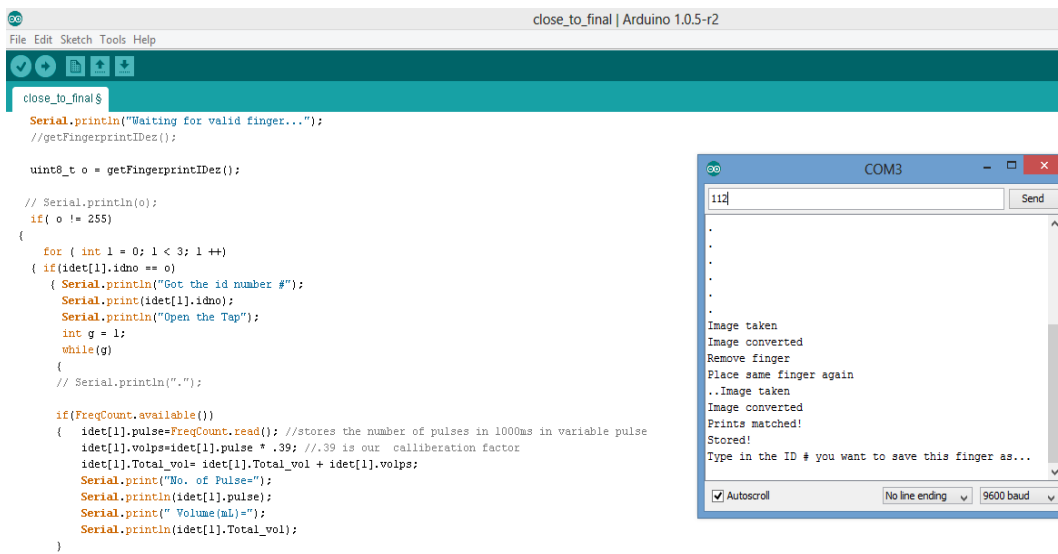 close_to_final | Arduino 1.0.5-r2
File Edit Sketch Tools Help
close_to_final §
Serial.println("Waiting for valid finger...");
//getFingerprintIDez();
uint8_t o = getFingerprintIDez();
// Serial.println(o);
if( o != 255)
{
for ( int l = 0; l < 3; l ++)
{ if(idet[l].idno == o)
{ Serial.println("Got the id number #");
Serial.print(idet[l].idno);
Serial.println("Open the Tap");
int g = 1;
while(g)
{
// Serial.println(".");
if(FreqCount.available())
{ idet[l].pulse=FreqCount.read(); //stores the number of pulses in 1000ms in variable pulse
idet[l].volps=idet[l].pulse * .39; //.39 is our calliberation factor
idet[l].Total_vol= idet[l].Total_vol + idet[l].volps;
Serial.print("No. of Pulse=");
Serial.println(idet[l].pulse);
Serial.print(" Volume(mL)=");
Serial.println(idet[l].Total_vol);
}
COM3
112
Send
.
.
.
.
.
.
Image taken
Image converted
Remove finger
Place same finger again
..Image taken
Image converted
Prints matched!
Stored!
Type in the ID # you want to save this finger as...
Autoscroll
No line ending
9600 baud